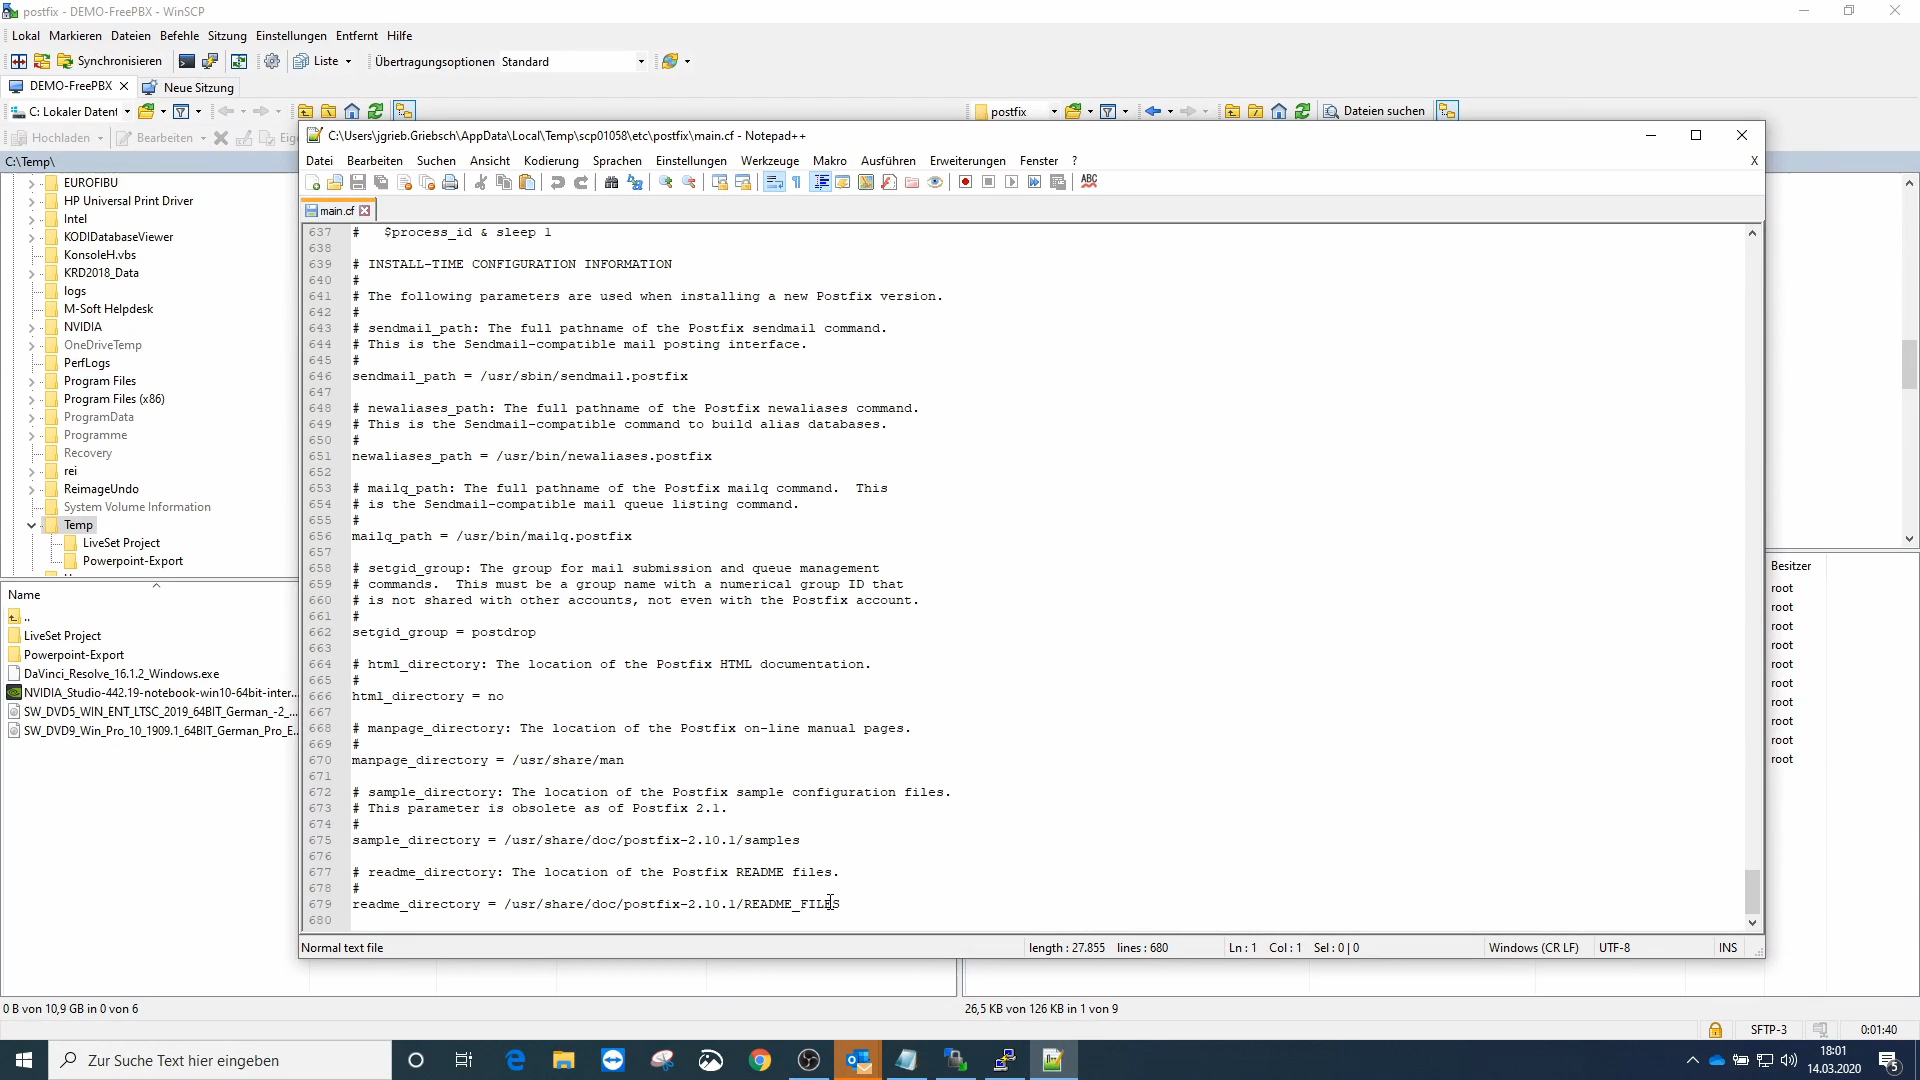 postfix - DEMO-FreePBX - WinSCP
Lokal Markieren Dateien Befehle Sitzung Einstellungen Entfernt Hilfe
Synchronisieren Liste Übertragungsoptionen Standard
DEMO-FreePBX Neue Sitzung
C: Lokaler Datent postfix Dateien suchen
Hochladen Bearbeiten
C:\Temp\
EUROFIBU
HP Universal Print Driver
Intel
KODIDatabaseViewer
KonsoleH.vbs
KRD2018_Data
logs
M-Soft Helpdesk
NVIDIA
OneDriveTemp
PerfLogs
Program Files
Program Files (x86)
ProgramData
Programme
Recovery
rei
ReimageUndo
System Volume Information
Temp
LiveSet Project
Powerpoint-Export
Name
..
LiveSet Project
Powerpoint-Export
DaVinci_Resolve_16.1.2_Windows.exe
NVIDIA_Studio-442.19-notebook-win10-64bit-inter...
SW_DVD5_WIN_ENT_LTSC_2019_64BIT_German_-2_...
SW_DVD9_Win_Pro_10_1909.1_64BIT_German_Pro_E...
C:\Users\jgrieb.Griebsch\AppData\Local\Temp\scp01058\etc\postfix\main.cf - Notepad++
Datei Bearbeiten Suchen Ansicht Kodierung Sprachen Einstellungen Werkzeuge Makro Ausführen Erweiterungen Fenster ? X
ABC
main.cf
637 #   $process_id & sleep 1
638
639 # INSTALL-TIME CONFIGURATION INFORMATION
640 #
641 # The following parameters are used when installing a new Postfix version.
642 #
643 # sendmail_path: The full pathname of the Postfix sendmail command.
644 # This is the Sendmail-compatible mail posting interface.
645 #
646 sendmail_path = /usr/sbin/sendmail.postfix
647
648 # newaliases_path: The full pathname of the Postfix newaliases command.
649 # This is the Sendmail-compatible command to build alias databases.
650 #
651 newaliases_path = /usr/bin/newaliases.postfix
652
653 # mailq_path: The full pathname of the Postfix mailq command.  This
654 # is the Sendmail-compatible mail queue listing command.
655 #
656 mailq_path = /usr/bin/mailq.postfix
657
658 # setgid_group: The group for mail submission and queue management
659 # commands.  This must be a group name with a numerical group ID that
660 # is not shared with other accounts, not even with the Postfix account.
661 #
662 setgid_group = postdrop
663
664 # html_directory: The location of the Postfix HTML documentation.
665 #
666 html_directory = no
667
668 # manpage_directory: The location of the Postfix on-line manual pages.
669 #
670 manpage_directory = /usr/share/man
671
672 # sample_directory: The location of the Postfix sample configuration files.
673 # This parameter is obsolete as of Postfix 2.1.
674 #
675 sample_directory = /usr/share/doc/postfix-2.10.1/samples
676
677 # readme_directory: The location of the Postfix README files.
678 #
679 readme_directory = /usr/share/doc/postfix-2.10.1/README_FILES
680
Normal text file length : 27.855 lines : 680 Ln : 1 Col : 1 Sel : 0 | 0 Windows (CR LF) UTF-8 INS
Besitzer
root
root
root
root
root
root
root
root
root
root
0 B von 10,9 GB in 0 von 6
26,5 KB von 126 KB in 1 von 9
SFTP-3 0:01:40
Zur Suche Text hier eingeben
18:01
14.03.2020
5